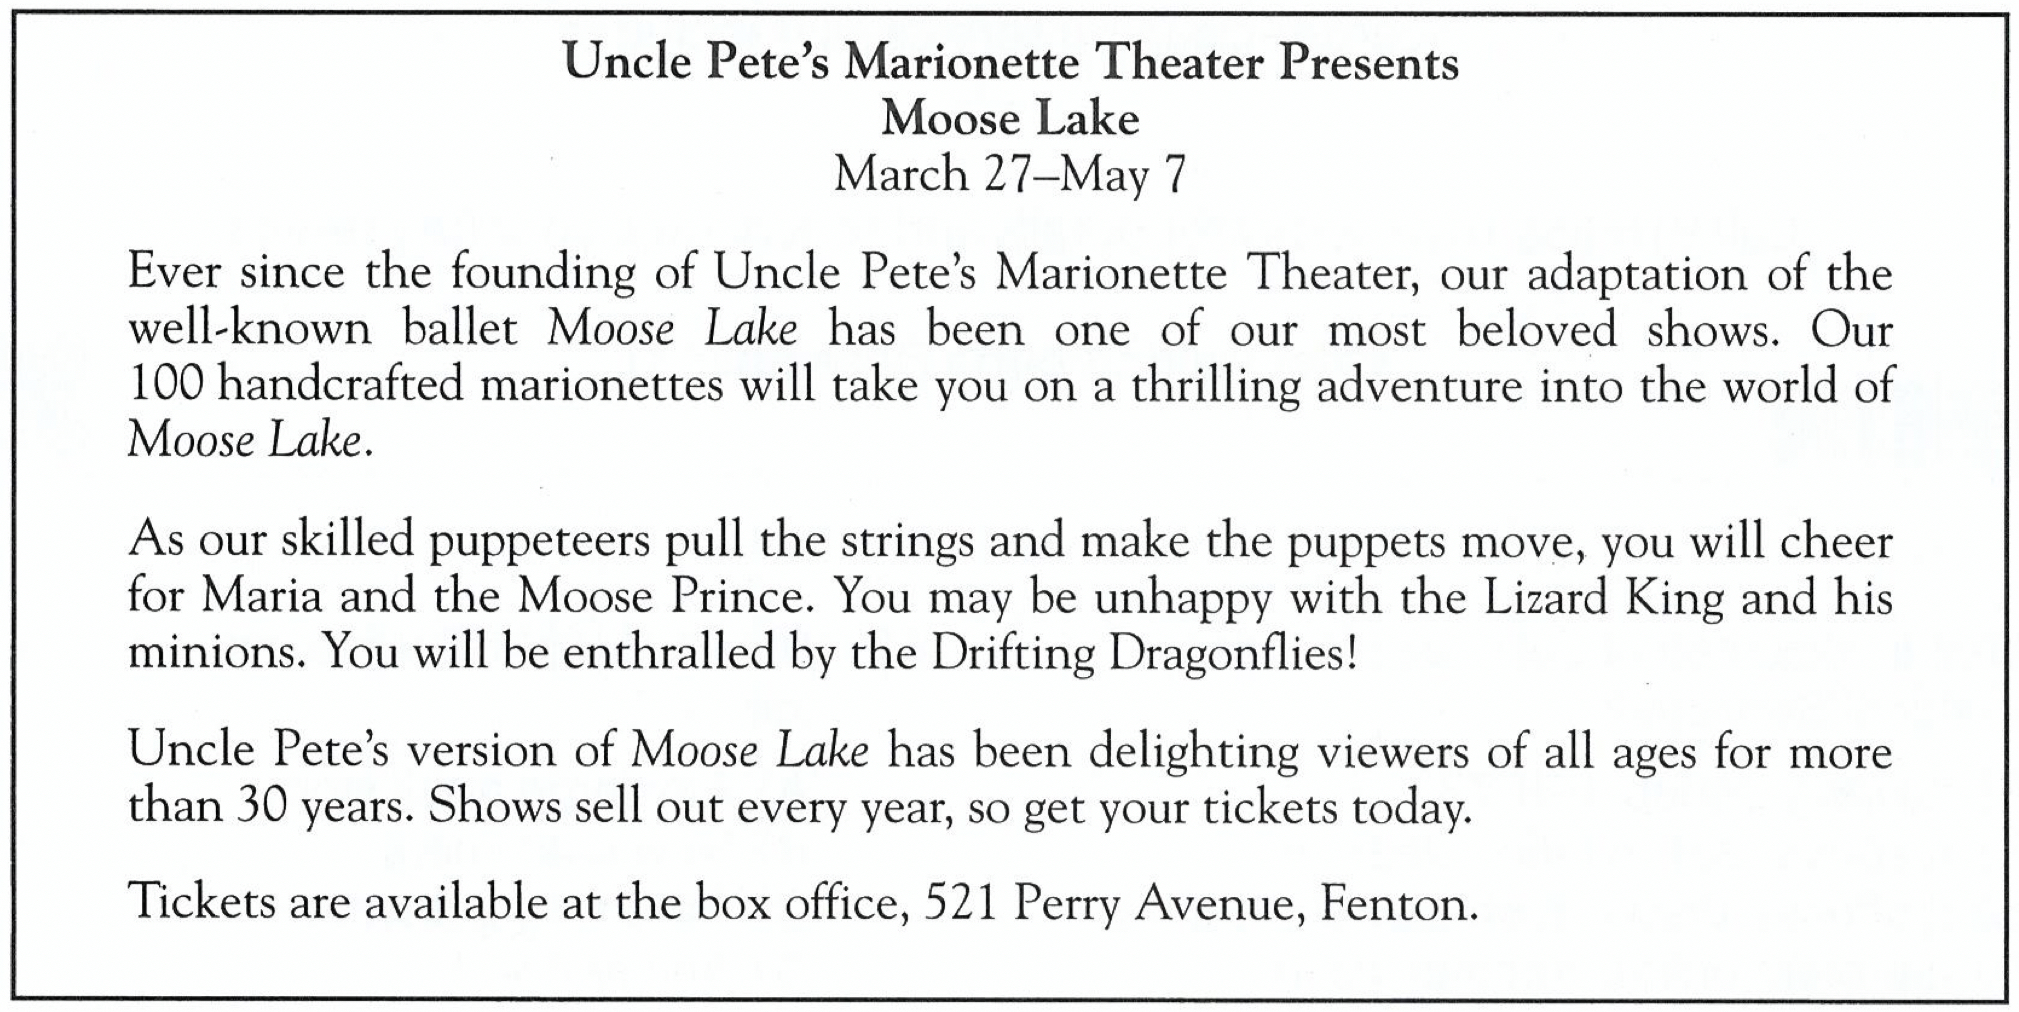 Uncle Pete's Marionette Theater Presents
Moose Lake
March 27–May 7
Ever since the founding of Uncle Pete's Marionette Theater, our adaptation of the
well-known ballet Moose Lake has been one of our most beloved shows. Our
100 handcrafted marionettes will take you on a thrilling adventure into the world of
Moose Lake.
As our skilled puppeteers pull the strings and make the puppets move, you will cheer
for Maria and the Moose Prince. You may be unhappy with the Lizard King and his
minions. You will be enthralled by the Drifting Dragonflies!
Uncle Pete's version of Moose Lake has been delighting viewers of all ages for more
than 30 years. Shows sell out every year, so get your tickets today.
Tickets are available at the box office, 521 Perry Avenue, Fenton.